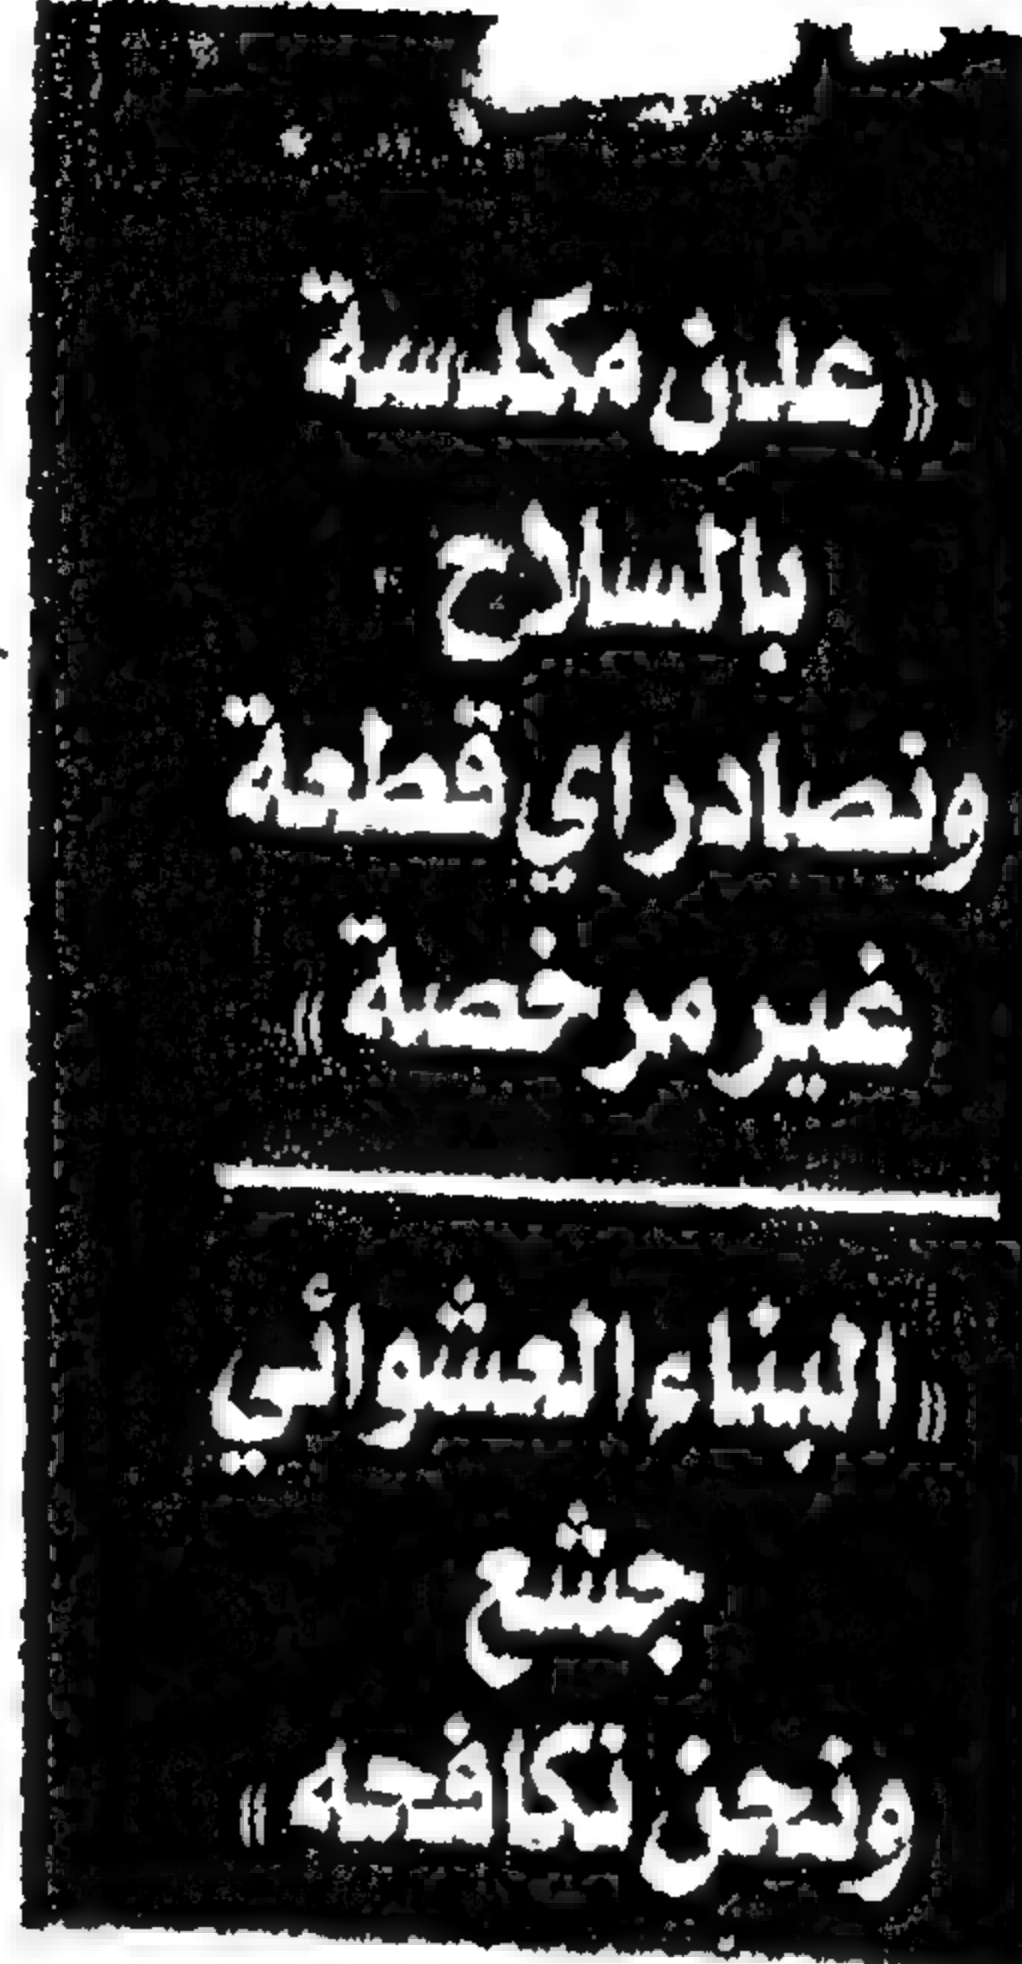 « عدن مكدسة
بالسلاح
ونصادر اي قطعة
غير مرخصة »
« البناء العشوائي
جشع
ونحن نكافحه »